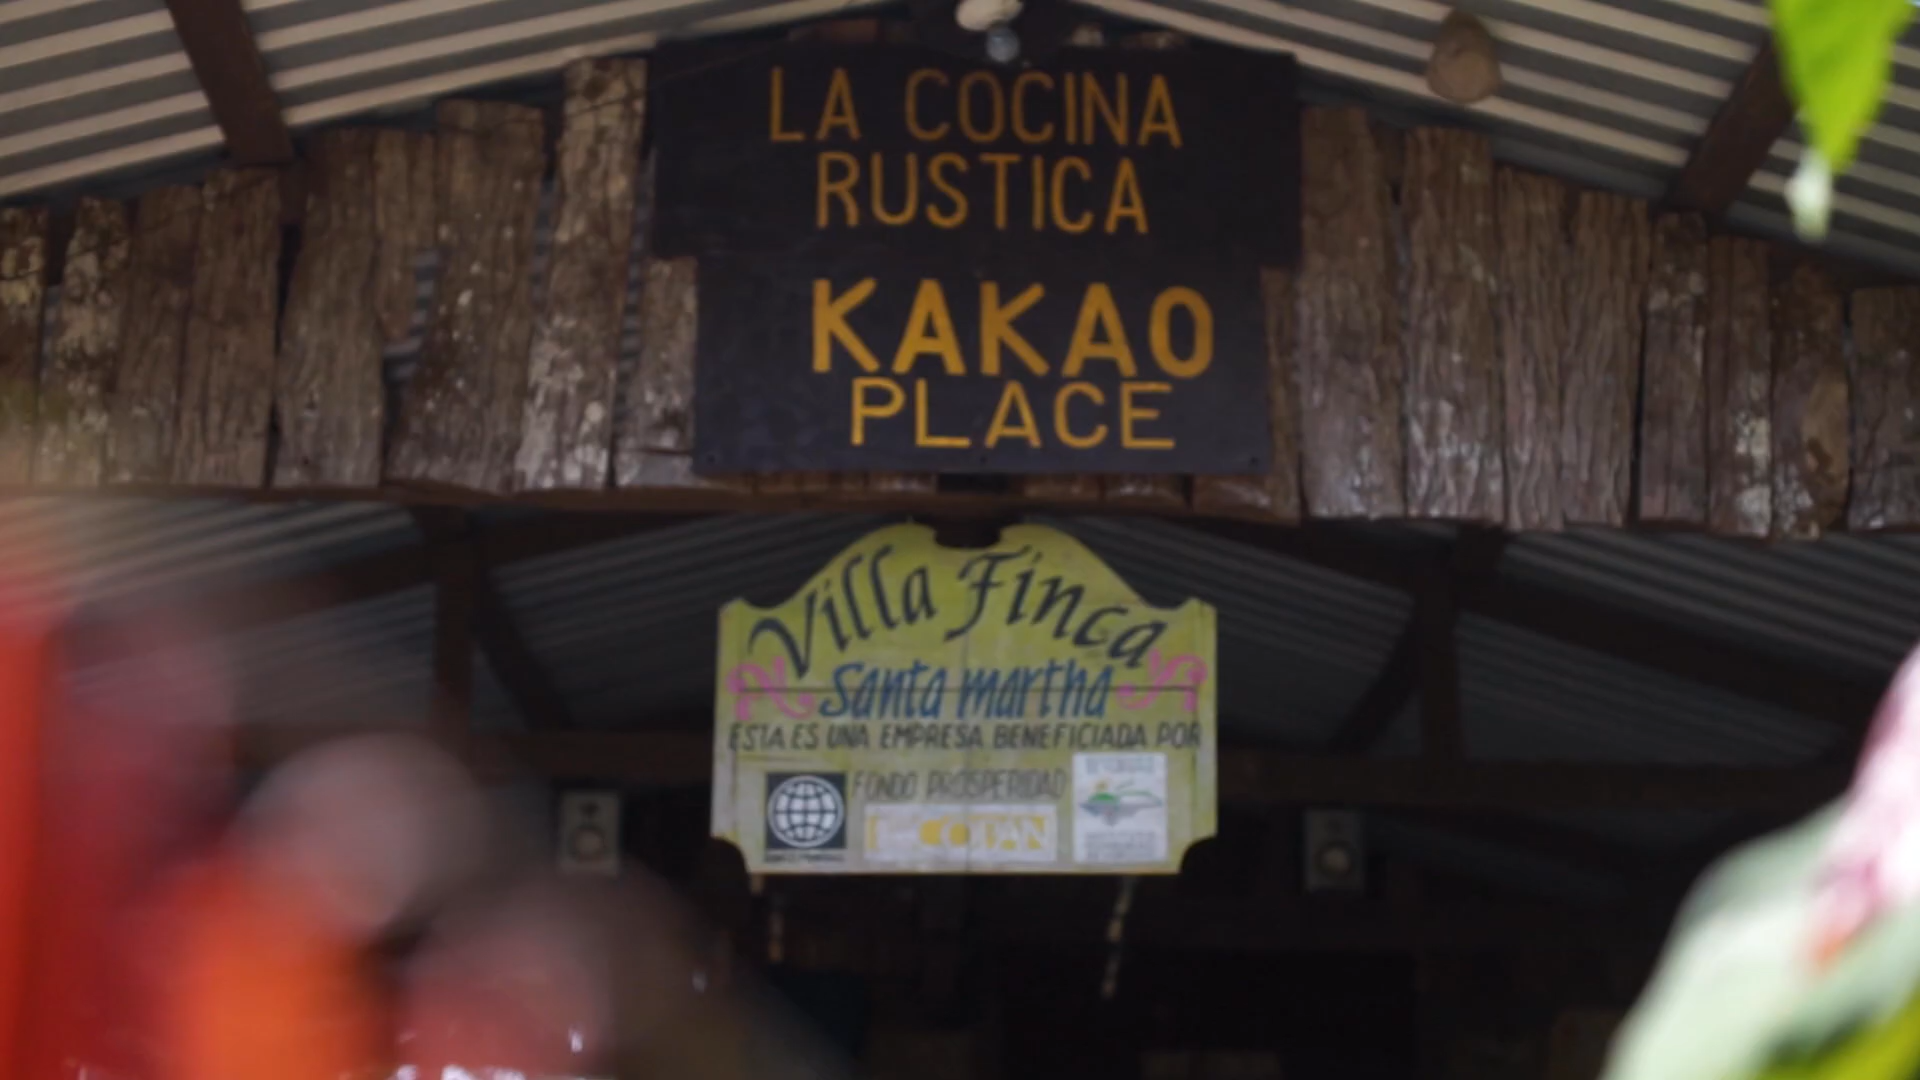 LA COCINA
RUSTICA
KAKAO
PLACE
Villa Finca
Santa martha
ESTA ES UNA EMPRESA BENEFICIADA POR
FONDO PROSPERIDAD